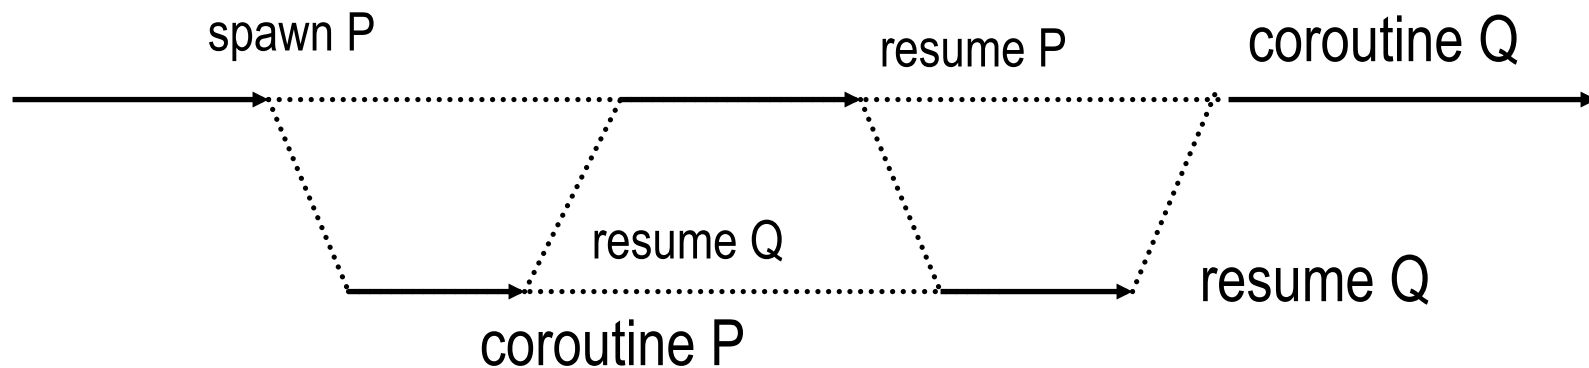 spawn P
resume P
coroutine Q
resume Q
resume Q
coroutine P